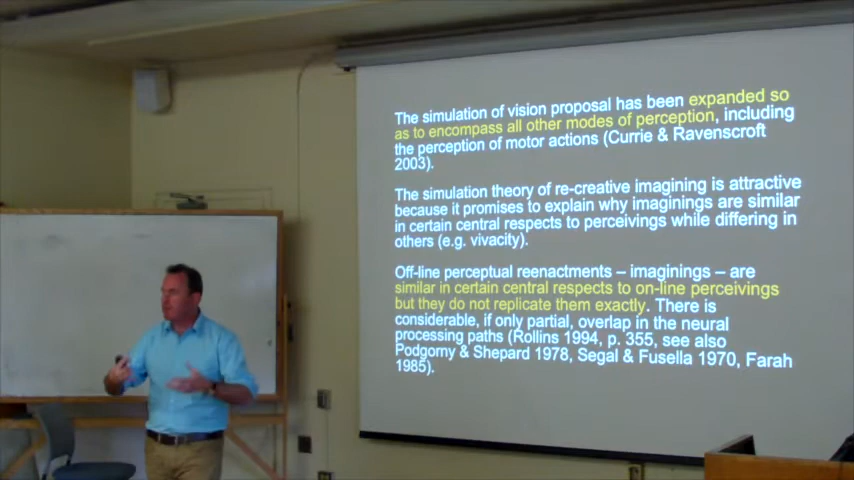 The simulation of vision proposal has been expanded so
as to encompass all other modes of perception, including
the perception of motor actions (Currie & Ravenscroft
2003).
The simulation theory of re-creative imagining is attractive
because it promises to explain why imaginings are similar
in certain central respects to perceivings while differing in
others (e.g. vivacity).
Off-line perceptual reenactments – imaginings – are
similar in certain central respects to on-line perceivings
but they do not replicate them exactly. There is
considerable, if only partial, overlap in the neural
processing paths (Rollins 1994, p. 355, see also
Podgorny & Shepard 1978, Segal & Fusella 1970, Farah
1985).